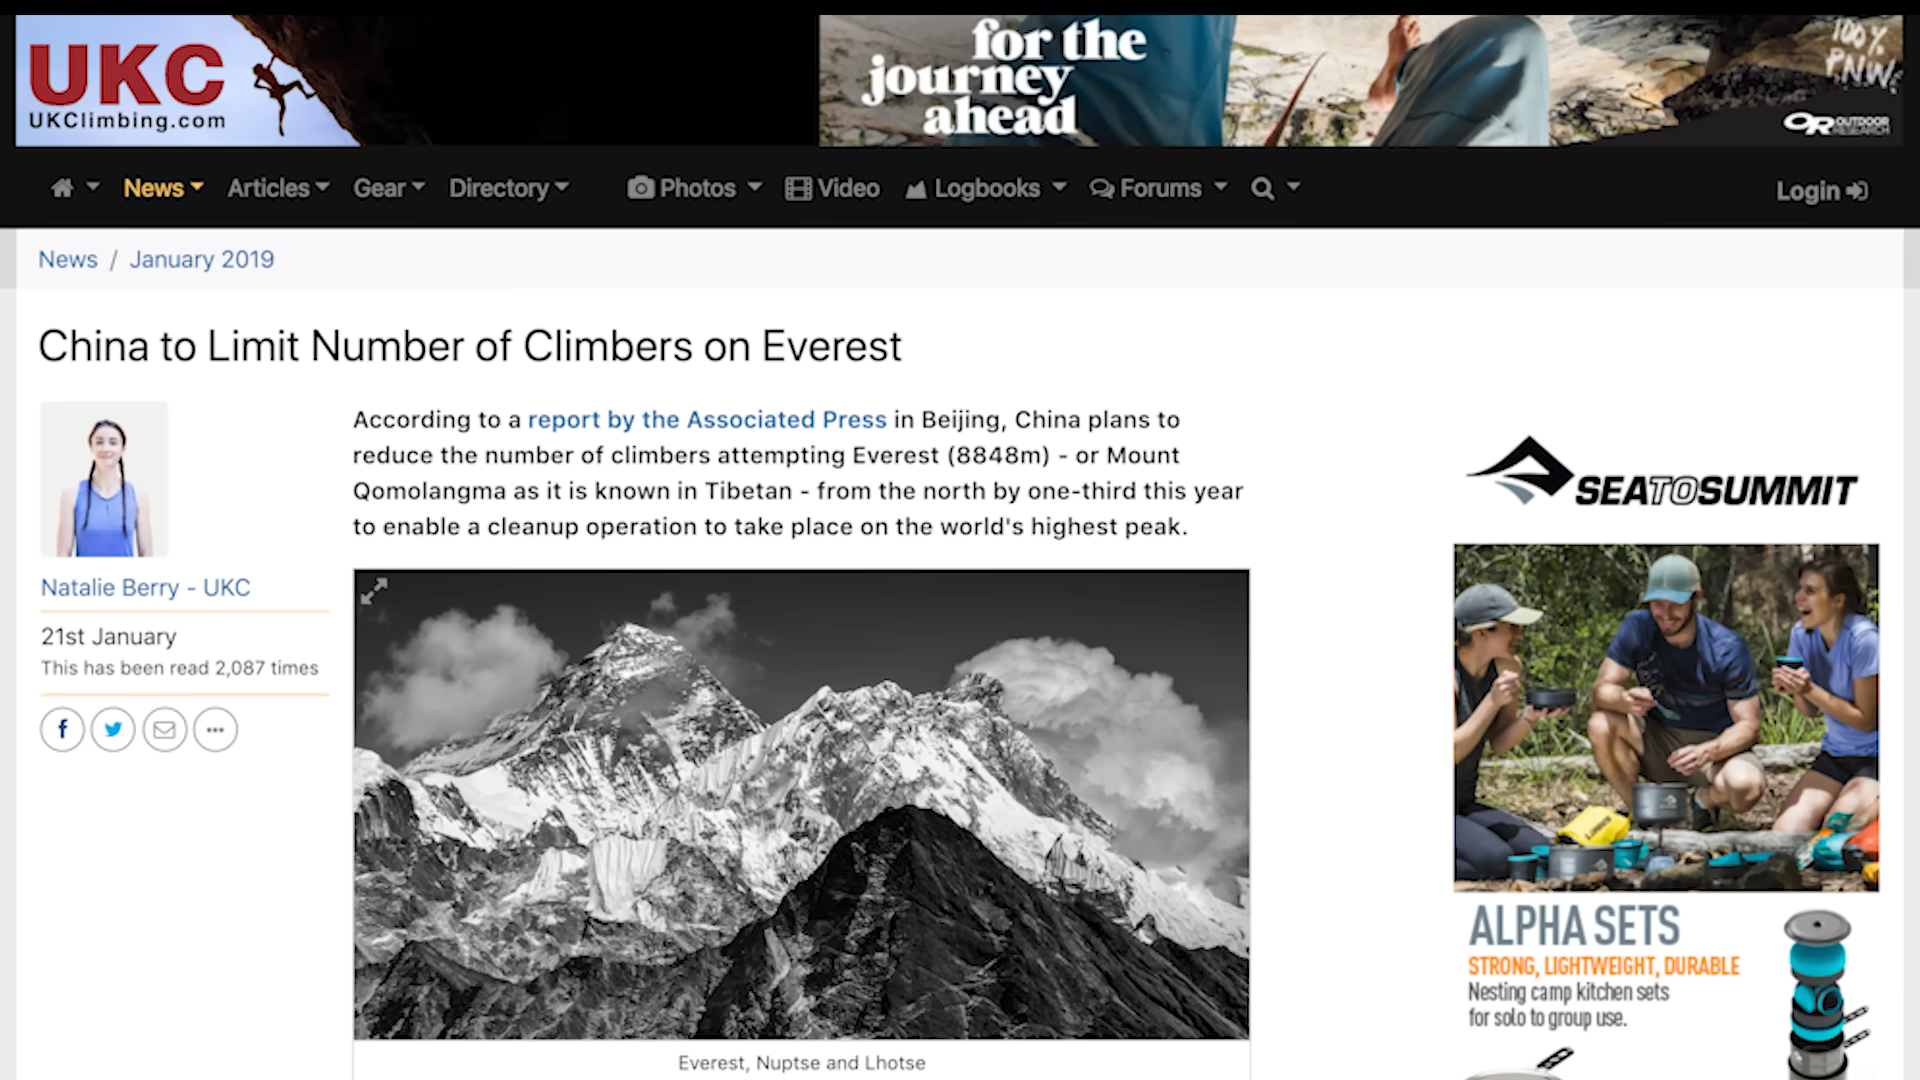 UKC
UKClimbing.com
for the
journey
ahead
100%
PNW
OR OUTDOOR RESEARCH
News
Articles
Gear
Directory
Photos
Video
Logbooks
Forums
Login
News / January 2019
China to Limit Number of Climbers on Everest
According to a report by the Associated Press in Beijing, China plans to
reduce the number of climbers attempting Everest (8848m) - or Mount
Qomolangma as it is known in Tibetan - from the north by one-third this year
to enable a cleanup operation to take place on the world's highest peak.
Natalie Berry - UKC
21st January
This has been read 2,087 times
Everest, Nuptse and Lhotse
SEATOSUMMIT
ALPHA SETS
STRONG, LIGHTWEIGHT, DURABLE
Nesting camp kitchen sets
for solo to group use.